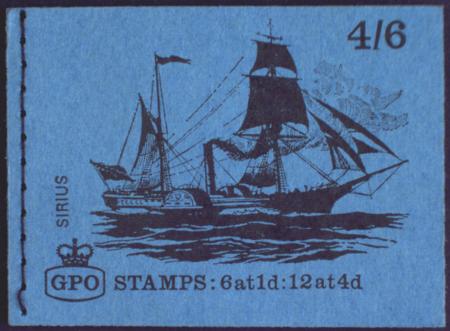 4/6
SIRIUS
GPO STAMPS: 6at1d: 12at4d